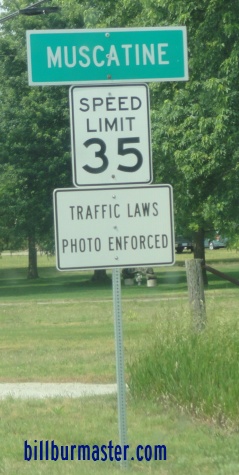 MUSCATINE
SPEED
LIMIT
35
TRAFFIC LAWS
PHOTO ENFORCED
billburmaster.com